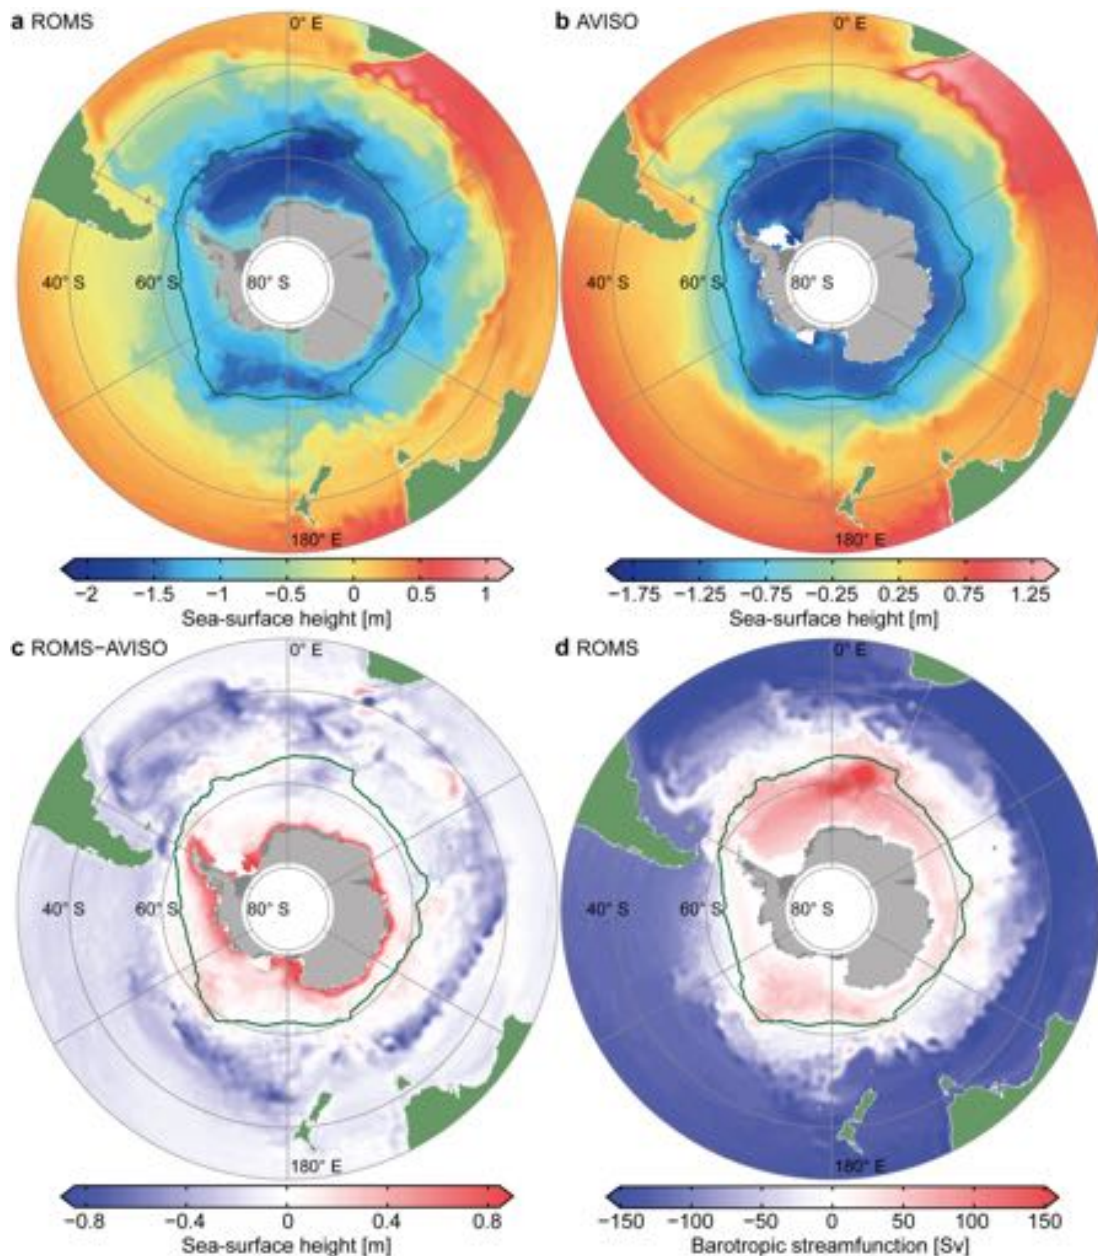 a ROMS
0° E
40° S
60° S
80° S
180° E
−2 −1.5 −1 −0.5 0 0.5 1
Sea-surface height [m]
b AVISO
0° E
40° S
60° S
80° S
180° E
−1.75 −1.25 −0.75 −0.25 0.25 0.75 1.25
Sea-surface height [m]
c ROMS−AVISO
0° E
40° S
60° S
80° S
180° E
−0.8 −0.4 0 0.4 0.8
Sea-surface height [m]
d ROMS
0° E
40° S
60° S
80° S
180° E
−150 −100 −50 0 50 100 150
Barotropic streamfunction [Sv]